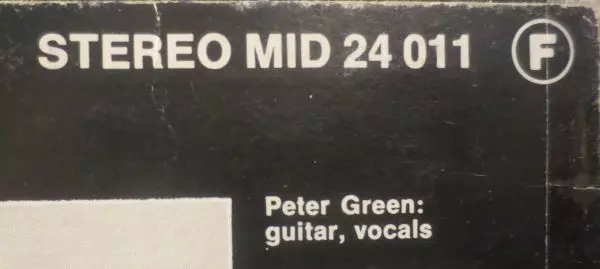 STEREO MID 24 011 F
Peter Green:
guitar, vocals